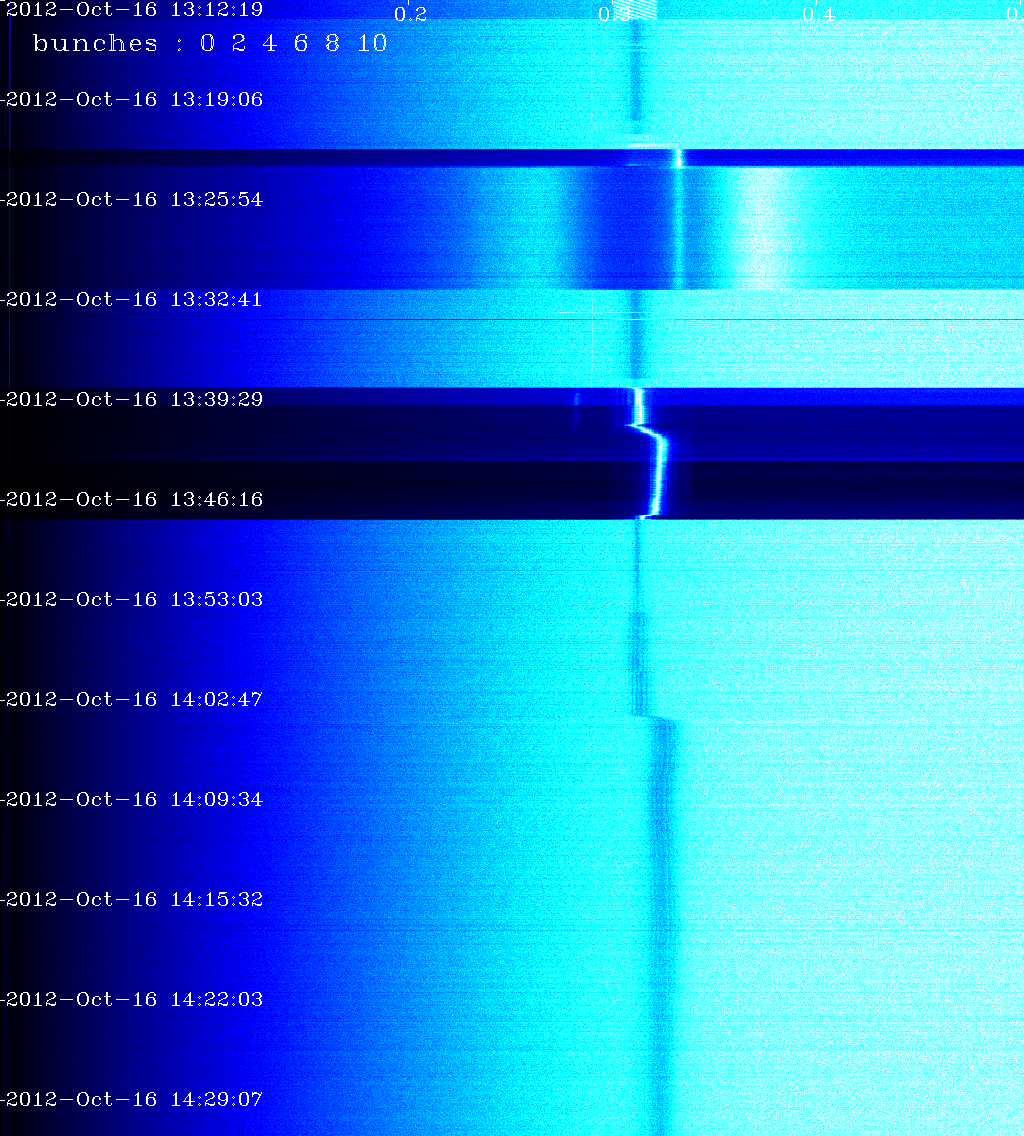 -2012-Oct-16 13:12:19 0.2 0.3 0.4
bunches : 0 2 4 6 8 10
-2012-Oct-16 13:19:06
-2012-Oct-16 13:25:54
-2012-Oct-16 13:32:41
-2012-Oct-16 13:39:29
-2012-Oct-16 13:46:16
-2012-Oct-16 13:53:03
-2012-Oct-16 14:02:47
-2012-Oct-16 14:09:34
-2012-Oct-16 14:15:32
-2012-Oct-16 14:22:03
-2012-Oct-16 14:29:07